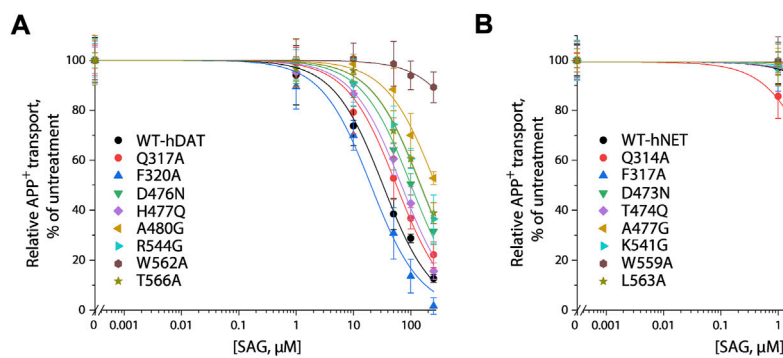 A
Relative APP+ transport,
% of untreatment
100
80
60
40
20
0
WT-hDAT
Q317A
F320A
D476N
H477Q
A480G
R544G
W562A
T566A
0 0.001 0.01 0.1 1 10 100
[SAG, μM]
B
Relative APP+ transport,
% of untreatment
100
80
60
40
20
0
WT-hNET
Q314A
F317A
D473N
T474Q
A477G
K541G
W559A
L563A
0 0.001 0.01 0.1 1
[SAG, μM]